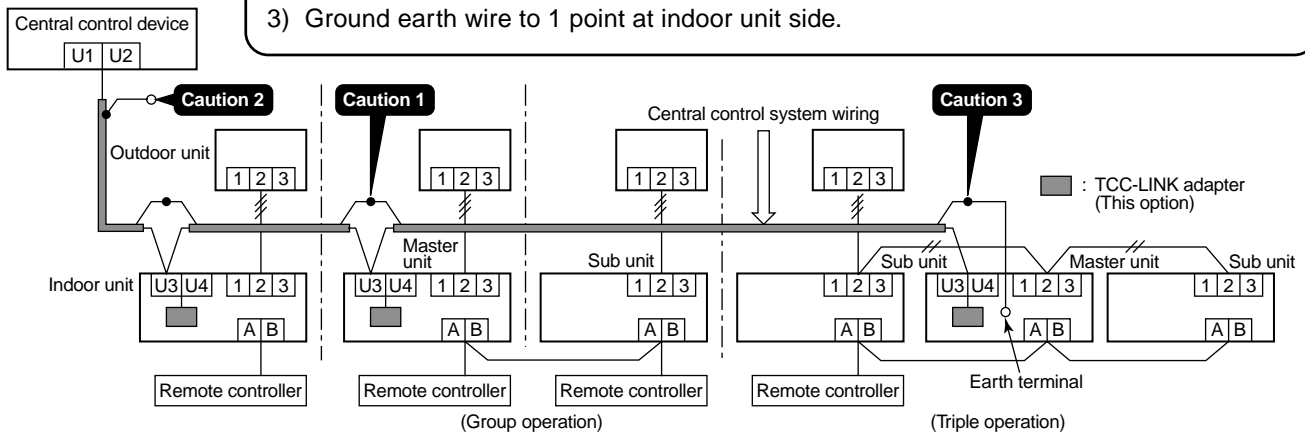 3) Ground earth wire to 1 point at indoor unit side.
Central control device
U1 U2
Caution 2
Caution 1
Central control system wiring
Caution 3
Outdoor unit
1 2 3
1 2 3
1 2 3
1 2 3
: TCC-LINK adapter
(This option)
Master
unit
Sub unit
Sub unit
Master unit
Sub unit
Indoor unit
U3 U4
1 2 3
U3 U4
1 2 3
1 2 3
1 2 3
U3 U4
1 2 3
1 2 3
A B
A B
A B
A B
A B
A B
Earth terminal
Remote controller
Remote controller
Remote controller
Remote controller
(Group operation)
(Triple operation)